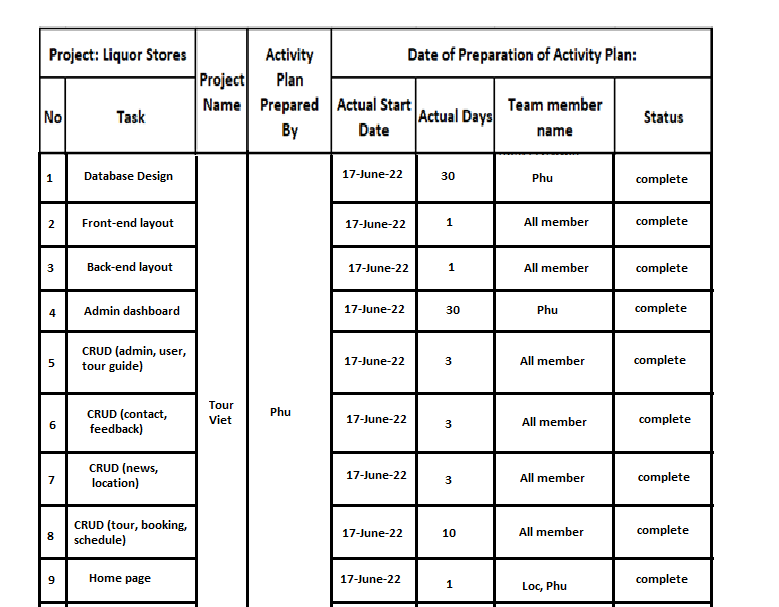 Project: Liquor Stores
Project
Name
Activity
Plan
Prepared
By
Date of Preparation of Activity Plan:
No
Task
Actual Start
Date
Actual Days
Team member
name
Status
1 Database Design 17-June-22 30 Phu complete
2 Front-end layout 17-June-22 1 All member complete
3 Back-end layout 17-June-22 1 All member complete
4 Admin dashboard 17-June-22 30 Phu complete
5 CRUD (admin, user,
tour guide) 17-June-22 3 All member complete
Tour
Viet
Phu
6 CRUD (contact,
feedback) 17-June-22 3 All member complete
7 CRUD (news,
location) 17-June-22 3 All member complete
8 CRUD (tour, booking,
schedule) 17-June-22 10 All member complete
9 Home page 17-June-22 1 Loc, Phu complete